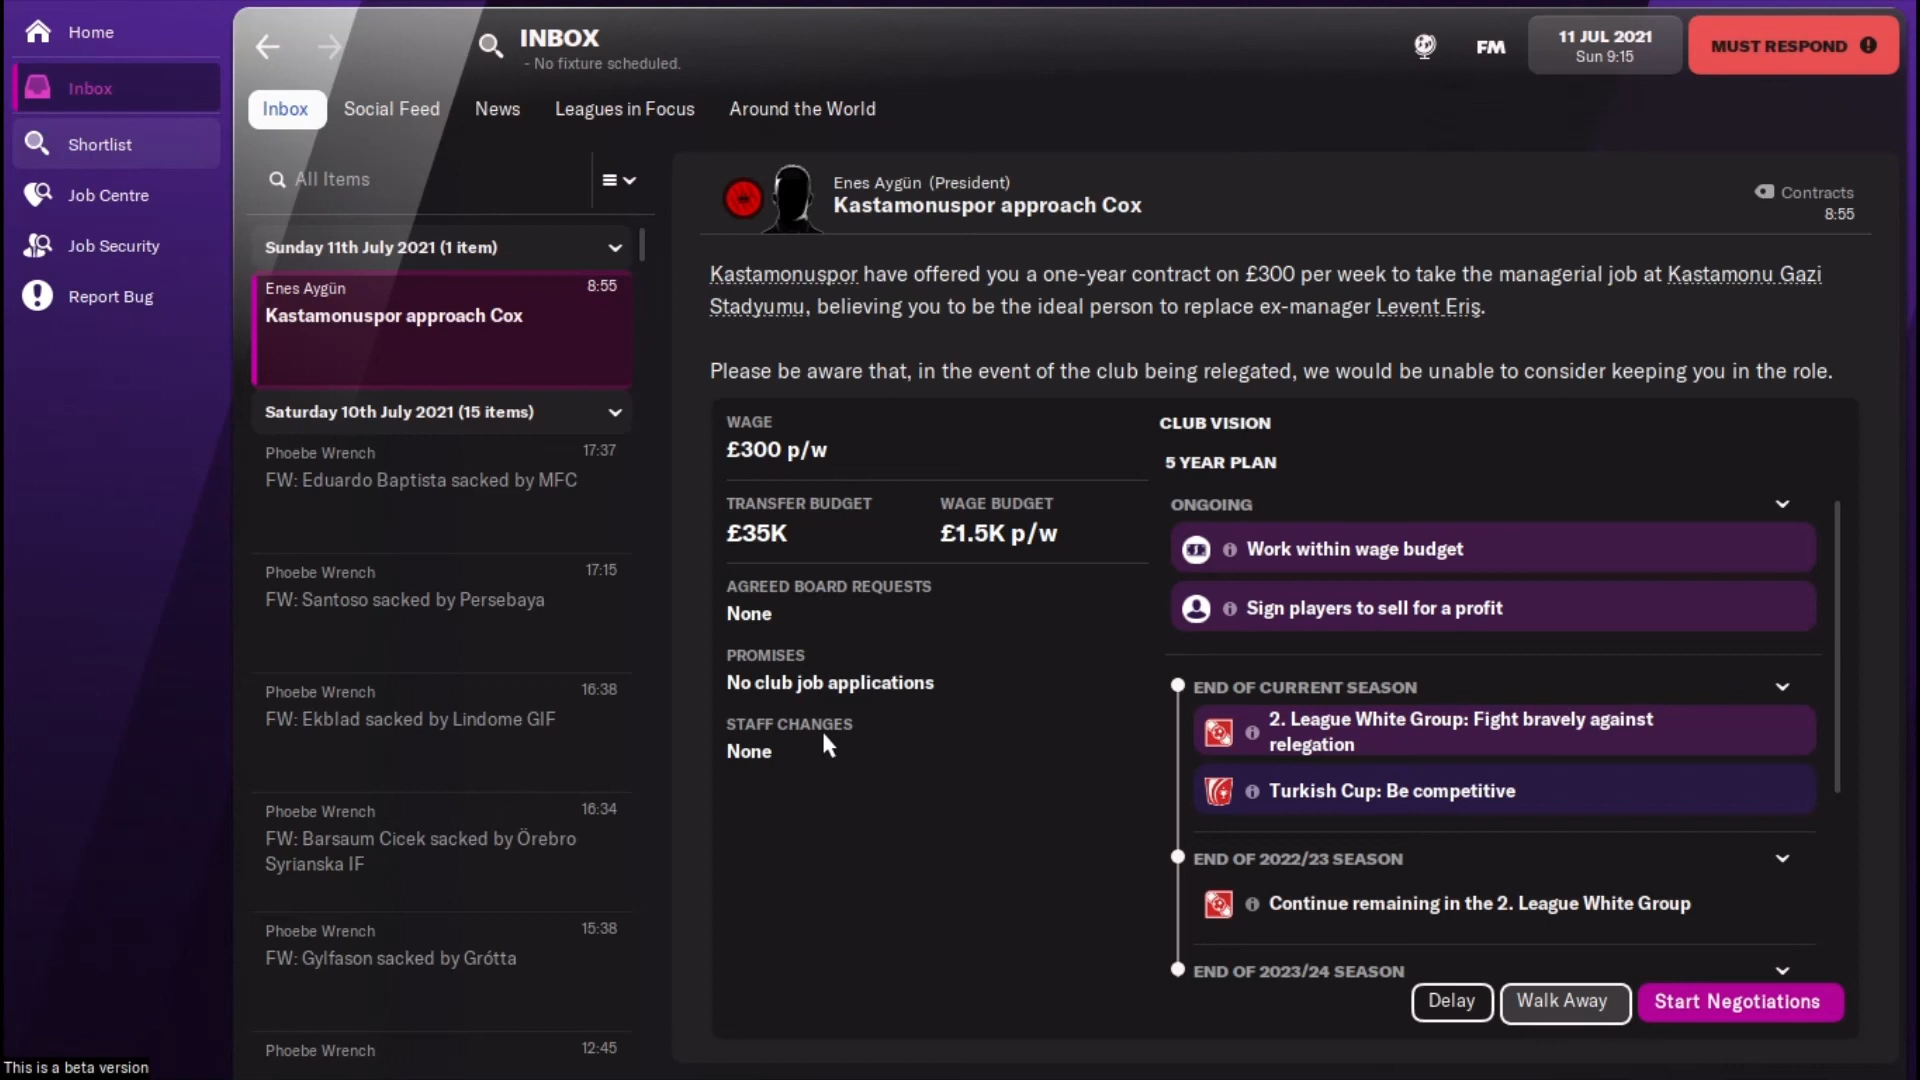 Home
Inbox
Shortlist
Job Centre
Job Security
Report Bug
This is a beta version
INBOX
- No fixture scheduled.
FM
11 JUL 2021
Sun 9:15
MUST RESPOND
Inbox Social Feed News Leagues in Focus Around the World
All Items
Sunday 11th July 2021 (1 item)
Enes Aygün 8:55
Kastamonuspor approach Cox
Saturday 10th July 2021 (15 items)
Phoebe Wrench 17:37
FW: Eduardo Baptista sacked by MFC
Phoebe Wrench 17:15
FW: Santoso sacked by Persebaya
Phoebe Wrench 16:38
FW: Ekblad sacked by Lindome GIF
Phoebe Wrench 16:34
FW: Barsaum Cicek sacked by Örebro
Syrianska IF
Phoebe Wrench 15:38
FW: Gylfason sacked by Grótta
Phoebe Wrench 12:45
Enes Aygün (President)
Kastamonuspor approach Cox
Contracts
8:55
Kastamonuspor have offered you a one-year contract on £300 per week to take the managerial job at Kastamonu Gazi
Stadyumu, believing you to be the ideal person to replace ex-manager Levent Eriş.
Please be aware that, in the event of the club being relegated, we would be unable to consider keeping you in the role.
WAGE
£300 p/w
TRANSFER BUDGET WAGE BUDGET
£35K £1.5K p/w
AGREED BOARD REQUESTS
None
PROMISES
No club job applications
STAFF CHANGES
None
CLUB VISION
5 YEAR PLAN
ONGOING
Work within wage budget
Sign players to sell for a profit
END OF CURRENT SEASON
2. League White Group: Fight bravely against
relegation
Turkish Cup: Be competitive
END OF 2022/23 SEASON
Continue remaining in the 2. League White Group
END OF 2023/24 SEASON
Delay Walk Away Start Negotiations